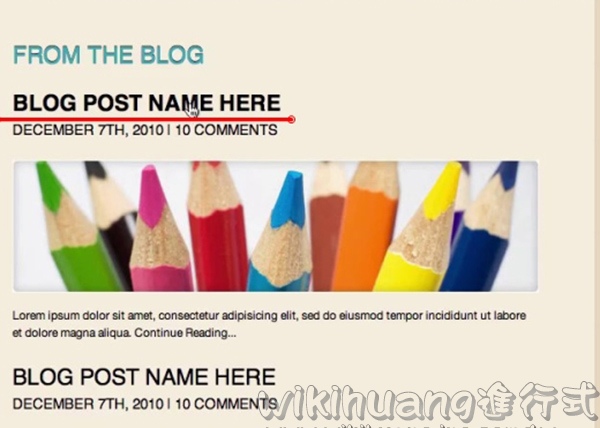 FROM THE BLOG
BLOG POST NAME HERE
DECEMBER 7TH, 2010 | 10 COMMENTS
Lorem ipsum dolor sit amet, consectetur adipisicing elit, sed do eiusmod tempor incididunt ut labore
et dolore magna aliqua. Continue Reading...
BLOG POST NAME HERE
DECEMBER 7TH, 2010 | 10 COMMENTS
wikihuang進行式